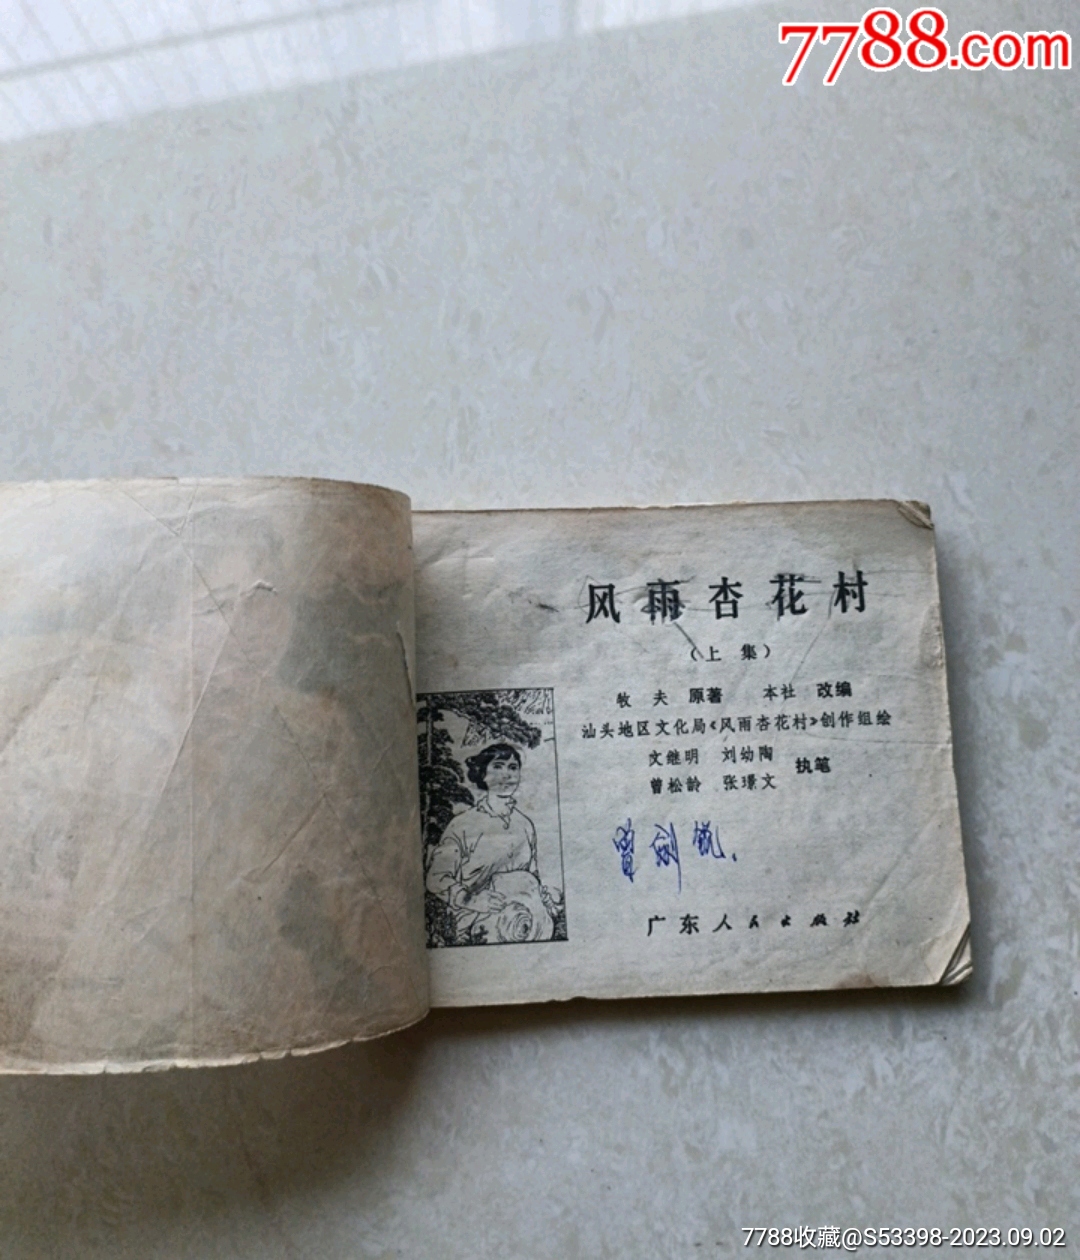 7788.com
风雨杏花村
（上 集）
牧 夫 原著 本社 改编
汕头地区文化局《风雨杏花村》创作组绘
文继明 刘幼陶
曾松龄 张璟文 执笔
曾剑锐.
广东人民出版社
7788收藏@S53398-2023.09.02